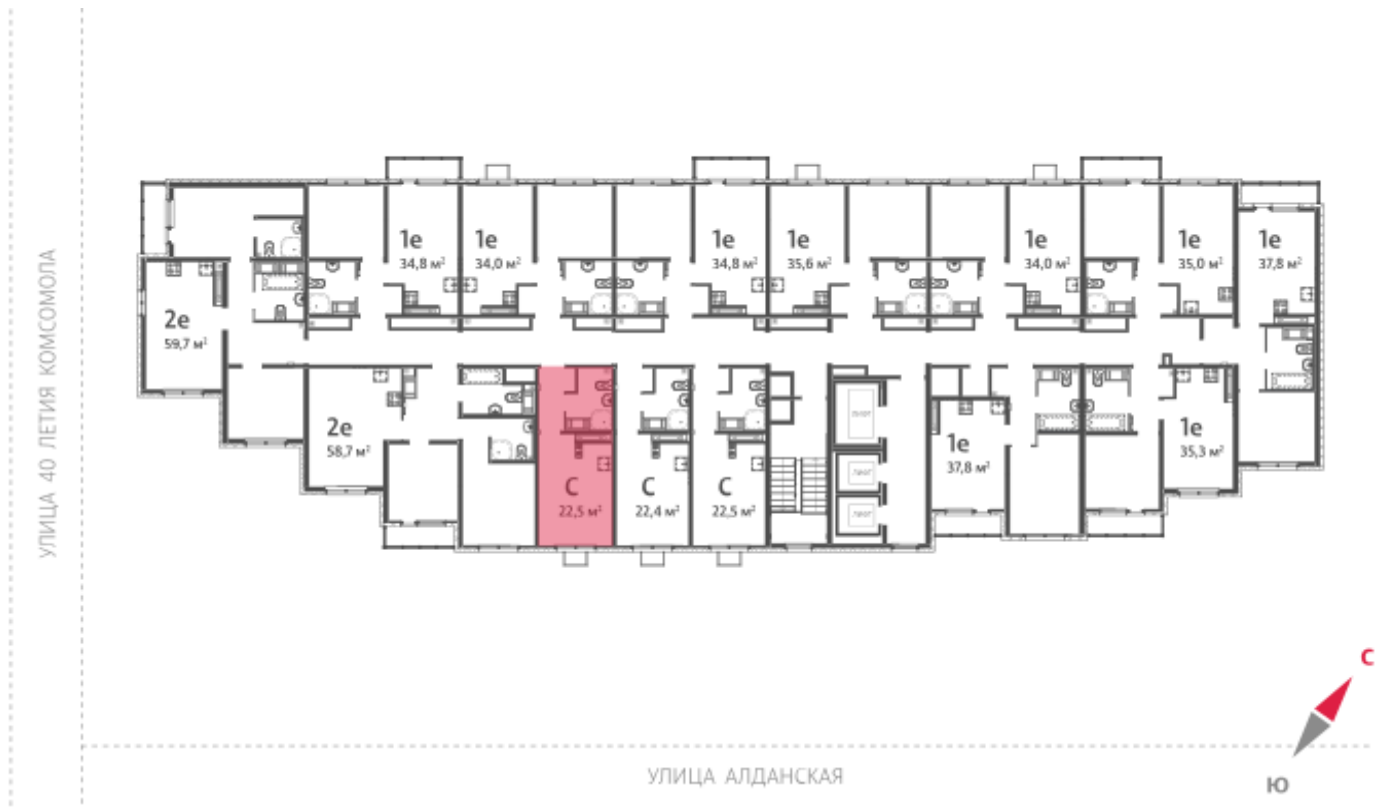 УЛИЦА 40 ЛЕТИЯ КОМСОМОЛА
1е
34,8 м²
1е
34,0 м²
1е
34,8 м²
1е
35,6 м²
1е
34,0 м²
1е
35,0 м²
1е
37,8 м²
2е
59,7 м²
2е
58,7 м²
С
22,5 м²
С
22,4 м²
С
22,5 м²
1е
37,8 м²
1е
35,3 м²
С
Ю
УЛИЦА АЛДАНСКАЯ